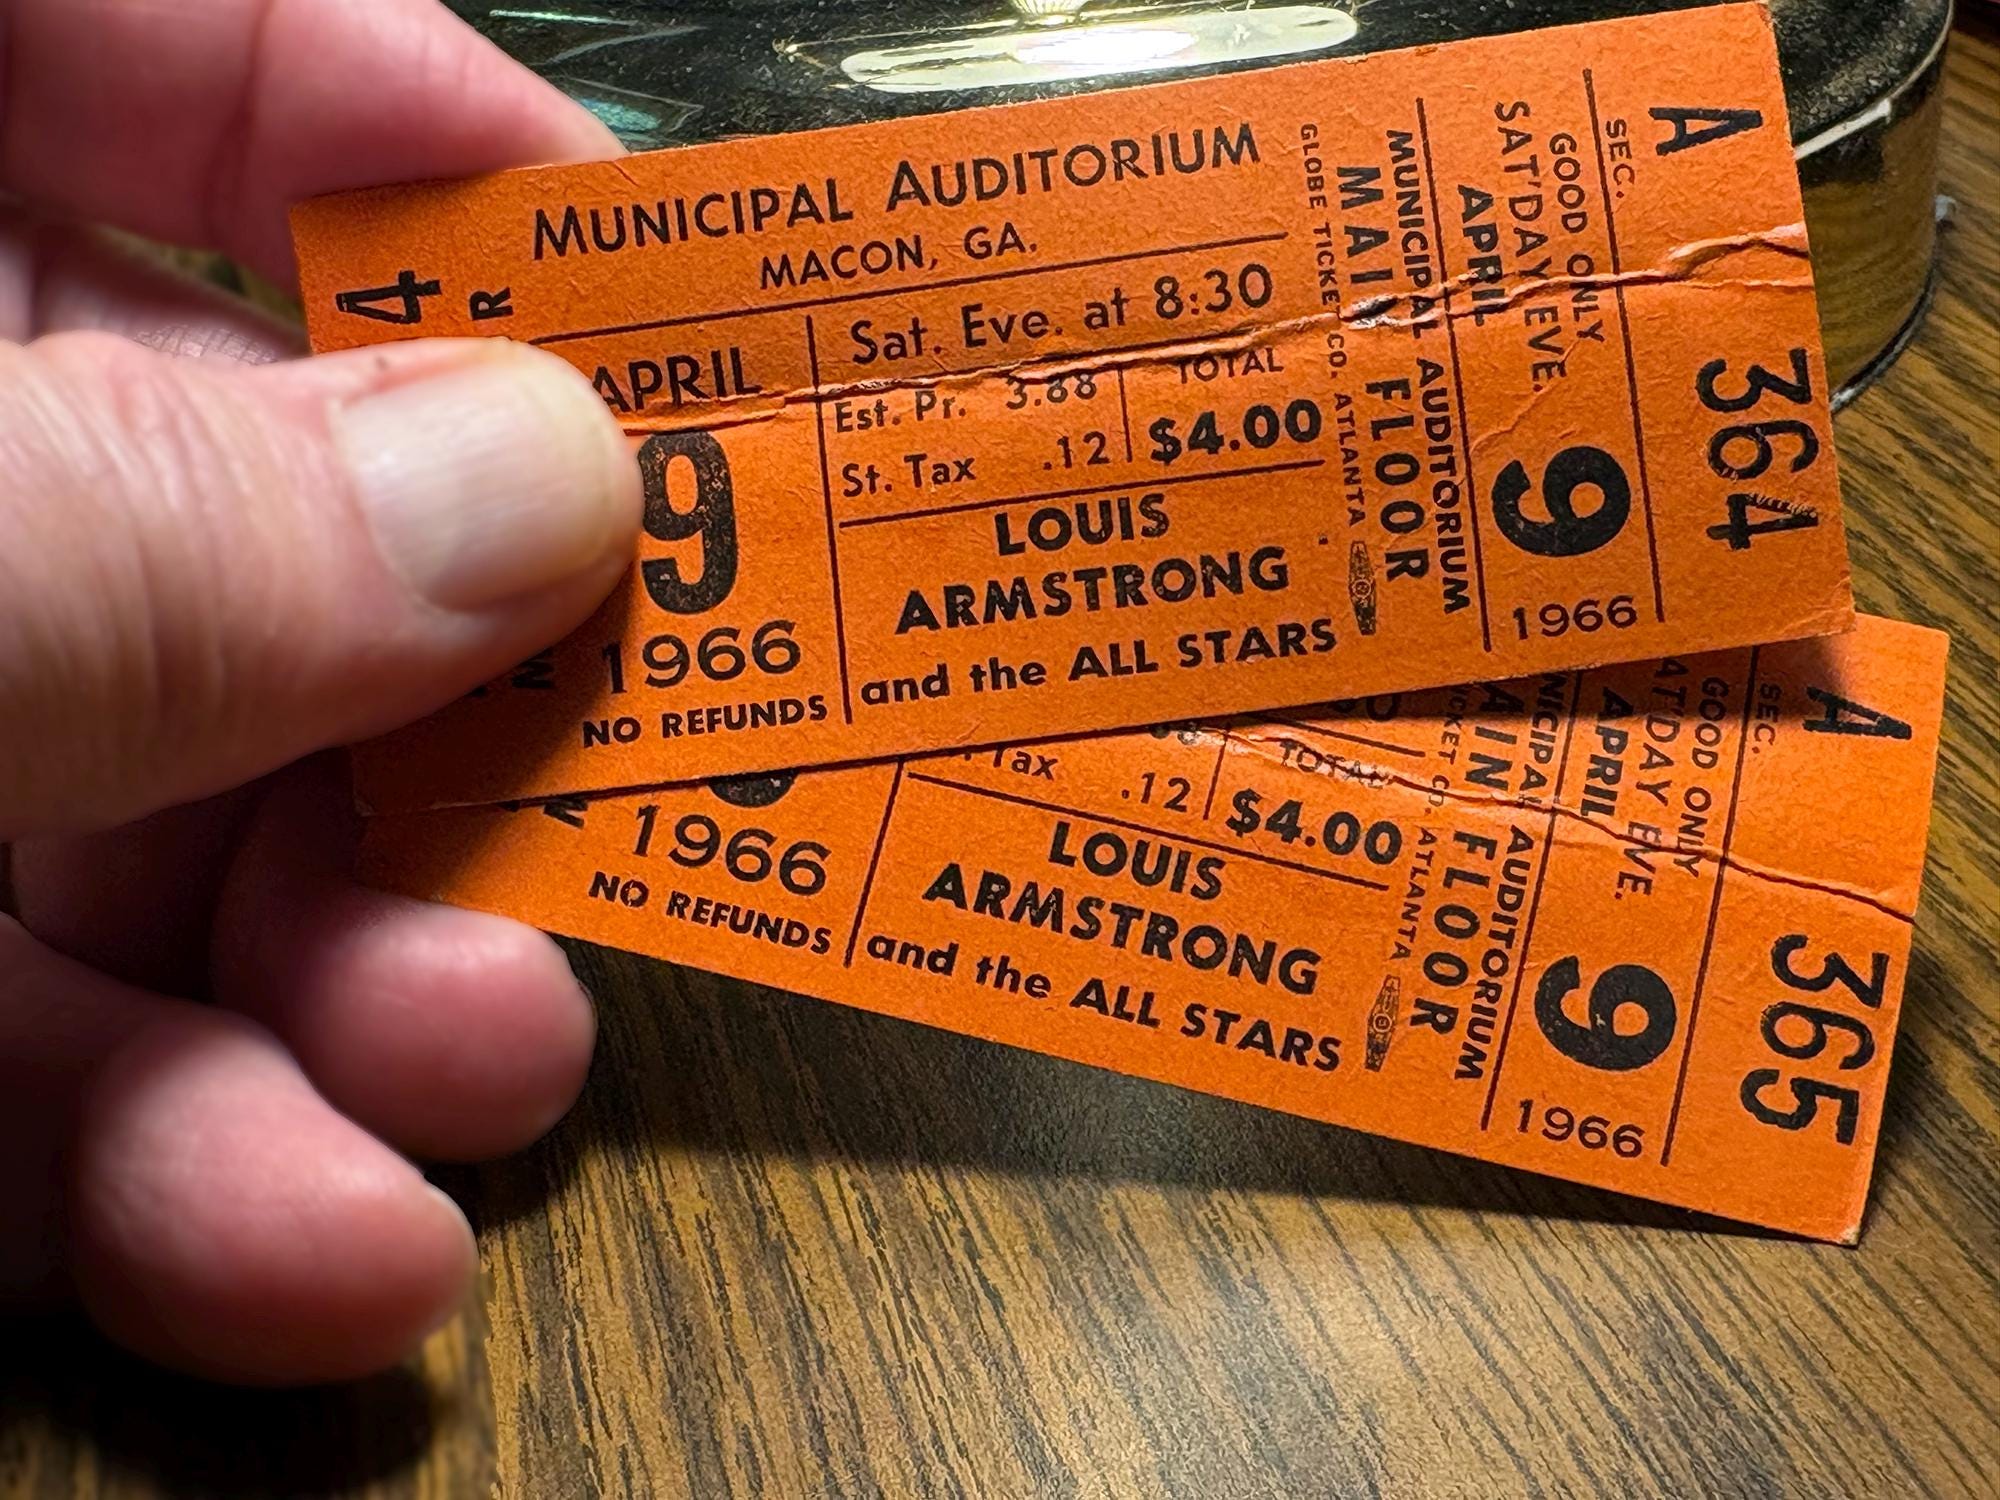 MUNICIPAL AUDITORIUM
MACON, GA.
4
R
APRIL
9
1966
NO REFUNDS
Sat. Eve. at 8:30
Est. Pr. 3.88
St. Tax .12
TOTAL
$4.00
LOUIS
ARMSTRONG
and the ALL STARS
GLOBE TICKET CO. ATLANTA
FLOOR
MUNICIPAL AUDITORIUM
APRIL
9
1966
SAT'DAY EVE.
GOOD ONLY
SEC.
A
364
1966
NO REFUNDS
Tax .12
TOTAL
$4.00
LOUIS
ARMSTRONG
and the ALL STARS
CO. ATLANTA
FLOOR
AUDITORIUM
APRIL
9
1966
EVE.
GOOD ONLY
SEC.
A
365